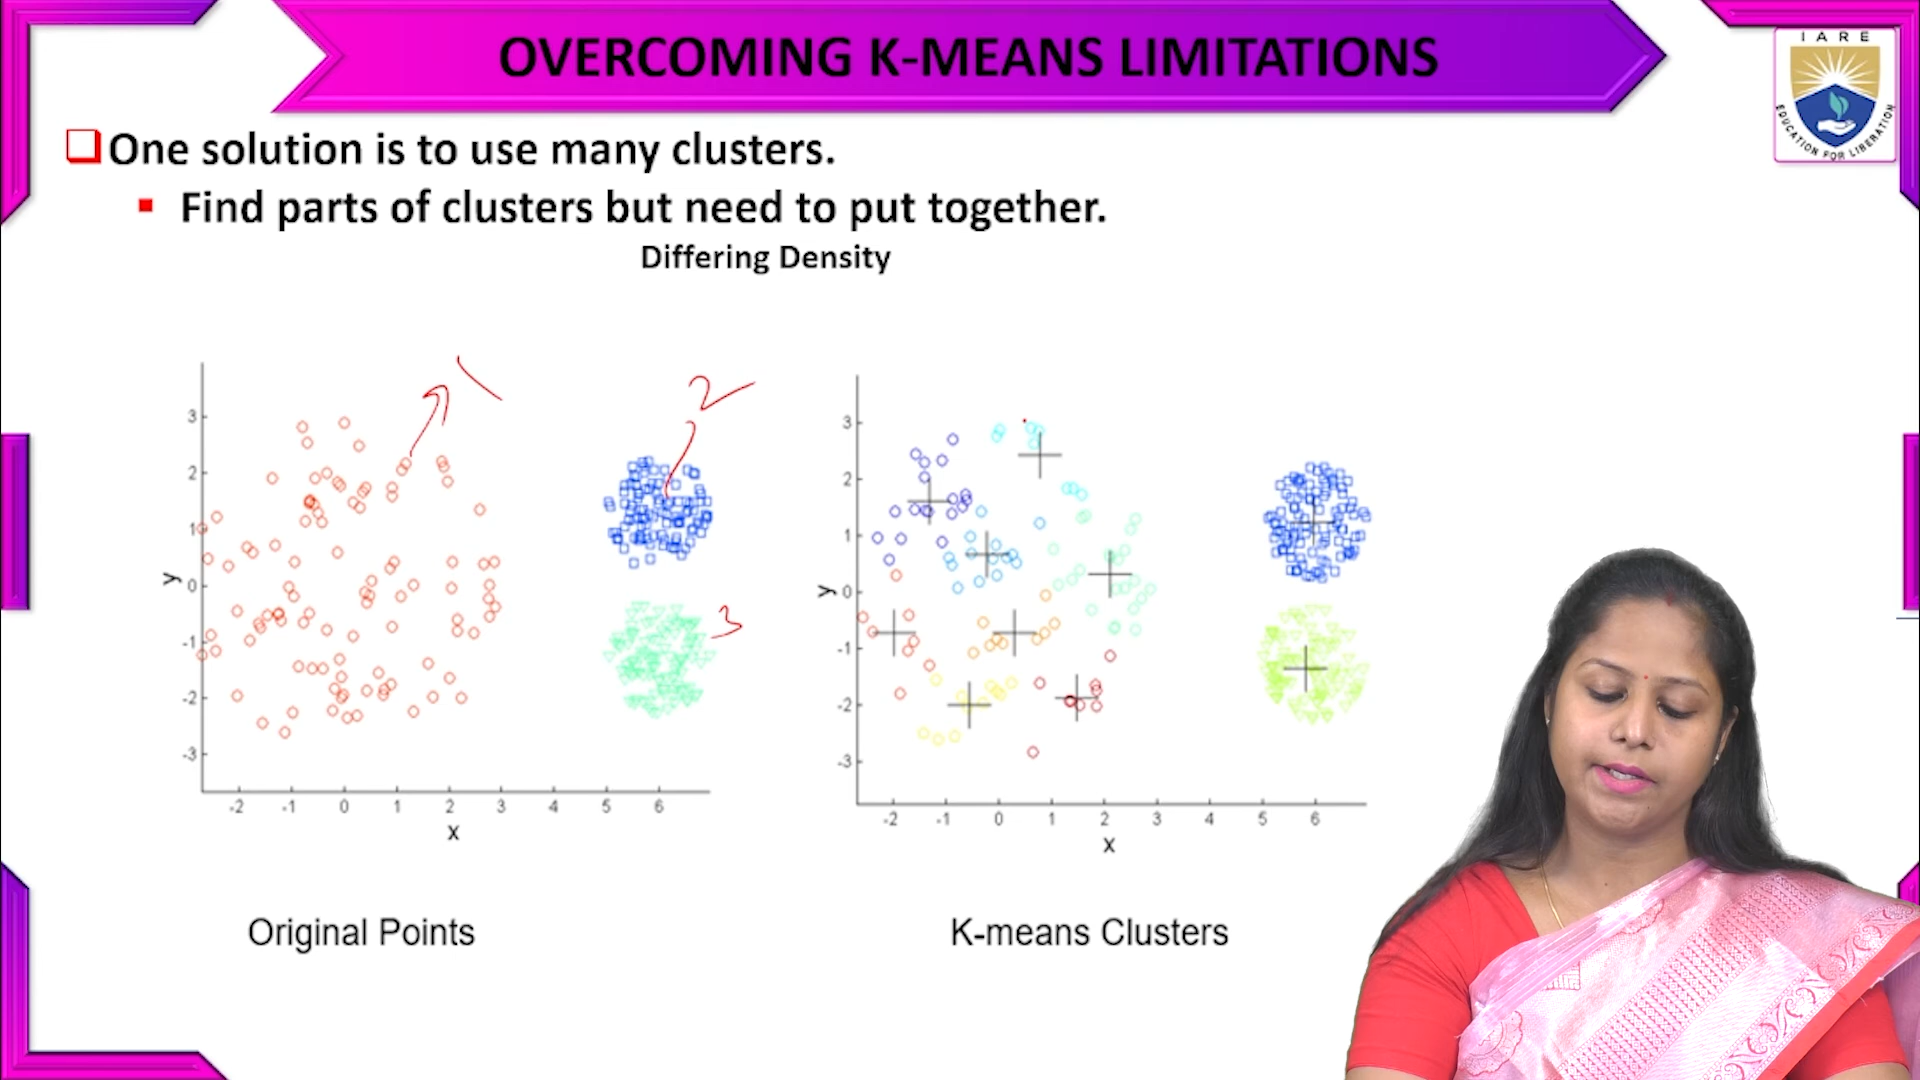 OVERCOMING K-MEANS LIMITATIONS
IARE
EDUCATION FOR LIBERATION
One solution is to use many clusters.
Find parts of clusters but need to put together.
Differing Density
1
2
3
3
2
1
0
-1
-2
-3
y
-2 -1 0 1 2 3 4 5 6
x
3
2
1
0
-1
-2
-3
y
-2 -1 0 1 2 3 4 5 6
x
Original Points
K-means Clusters